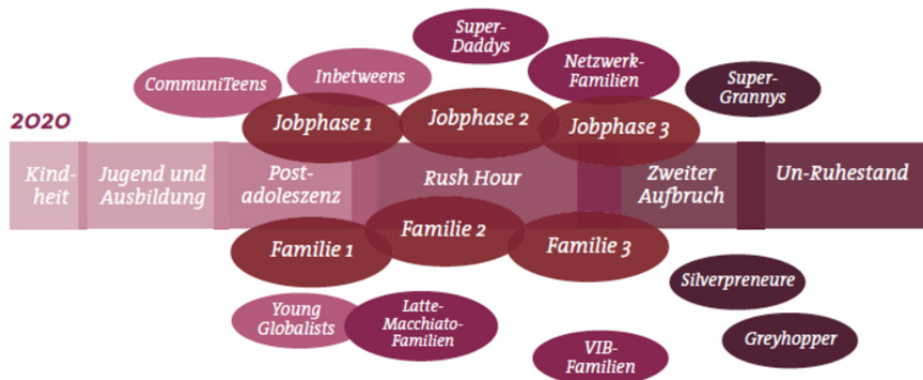 Super-
Daddys
CommuniTeens
Inbetweens
Netzwerk-
Familien
Super-
Grannys
2020
Jobphase 1
Jobphase 2
Jobphase 3
Kind-
heit
Jugend und
Ausbildung
Post-
adoleszenz
Rush Hour
Zweiter
Aufbruch
Un-Ruhestand
Familie 1
Familie 2
Familie 3
Young
Globalists
Latte-
Macchiato-
Familien
VIB-
Familien
Silverpreneure
Greyhopper